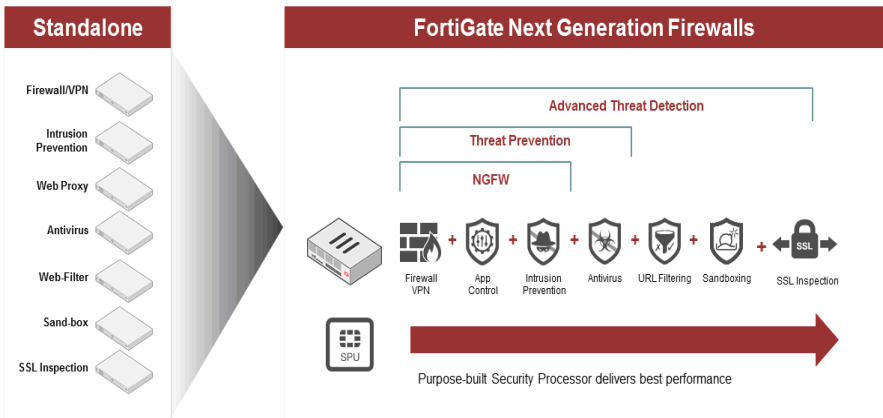 Standalone
Firewall/VPN
Intrusion
Prevention
Web Proxy
Antivirus
Web-Filter
Sand-box
SSL Inspection
FortiGate Next Generation Firewalls
Advanced Threat Detection
Threat Prevention
NGFW
+ + + + + +
SSL
Firewall
VPN
App
Control
Intrusion
Prevention
Antivirus
URL Filtering
Sandboxing
SSL Inspection
SPU
Purpose-built Security Processor delivers best performance